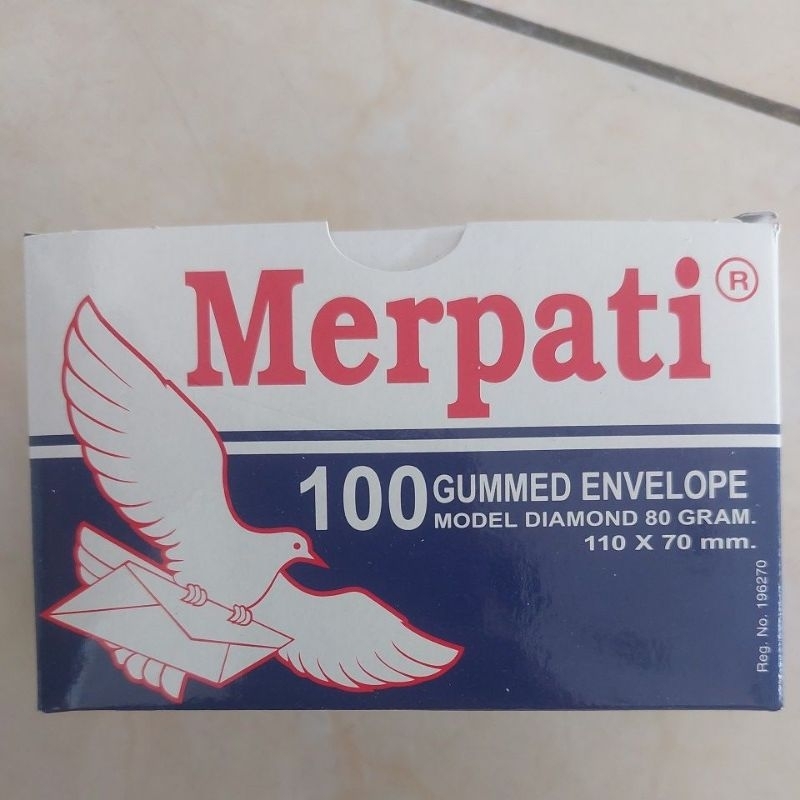 Merpati®
100 GUMMED ENVELOPE
MODEL DIAMOND 80 GRAM.
110 X 70 mm.
Reg. No. 196270